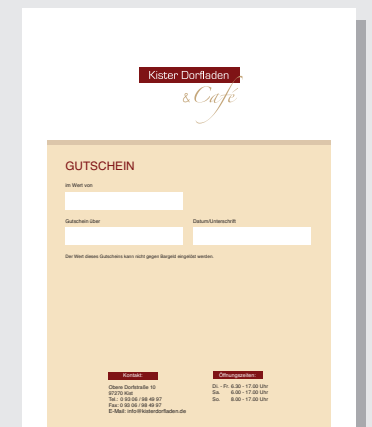 Kister Dorfladen
& Café
GUTSCHEIN
im Wert von
Gutschein über
Datum/Unterschrift
Der Wert dieses Gutscheins kann nicht gegen Bargeld eingelöst werden.
Kontakt:
Obere Dorfstraße 10
97270 Kist
Tel.: 0 93 06 / 98 49 97
Fax: 0 93 06 / 98 49 97
E-Mail: info@kisterdorfladen.de
Öffnungszeiten:
Di. - Fr. 6.30 - 17.00 Uhr
Sa. 6.00 - 17.00 Uhr
So. 8.00 - 17.00 Uhr